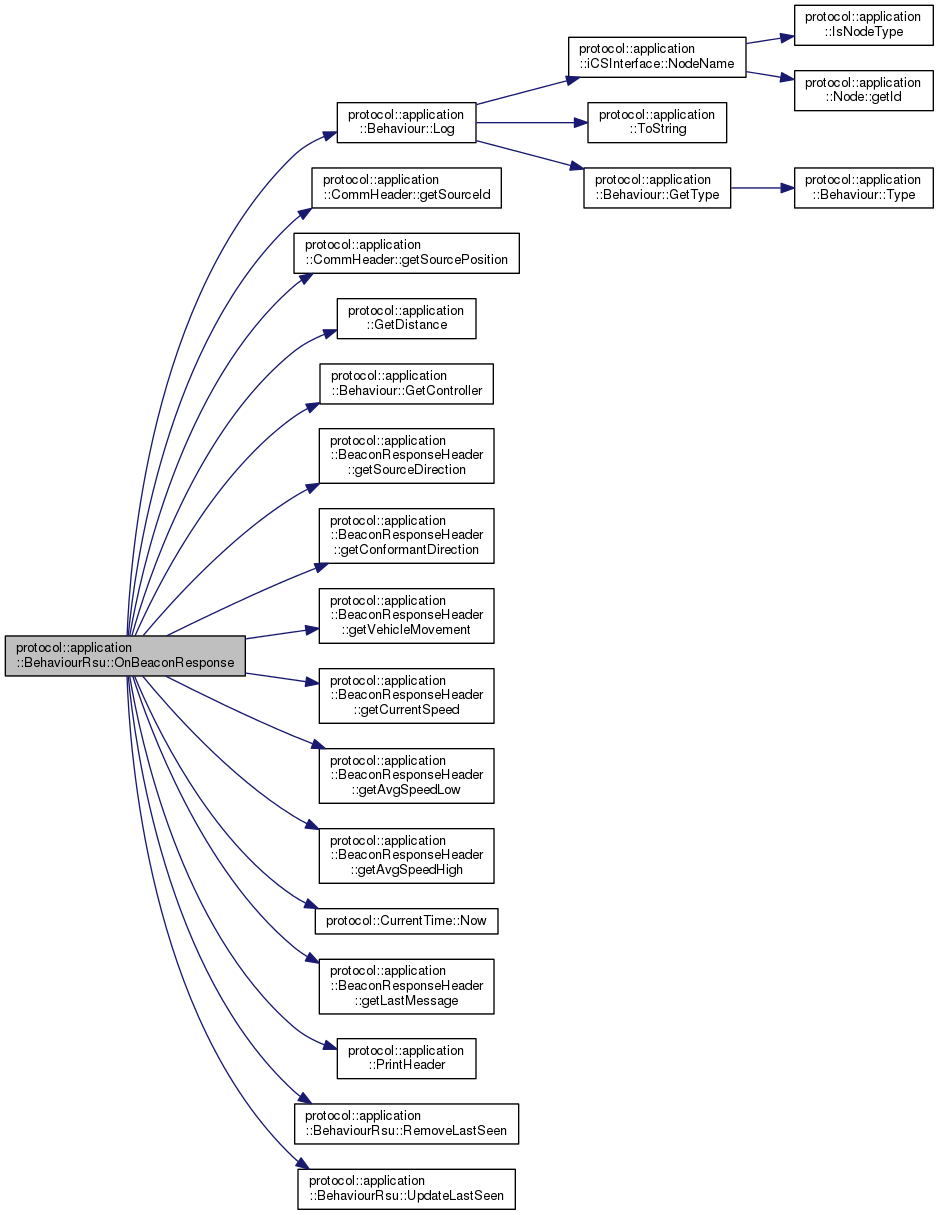 protocol::application
::IsNodeType
protocol::application
::iCSInterface::NodeName
protocol::application
::Node::getId
protocol::application
::Behaviour::Log
protocol::application
::ToString
protocol::application
::Behaviour::GetType
protocol::application
::Behaviour::Type
protocol::application
::CommHeader::getSourceId
protocol::application
::CommHeader::getSourcePosition
protocol::application
::GetDistance
protocol::application
::Behaviour::GetController
protocol::application
::BeaconResponseHeader
::getSourceDirection
protocol::application
::BeaconResponseHeader
::getConformantDirection
protocol::application
::BeaconResponseHeader
::getVehicleMovement
protocol::application
::BehaviourRsu::OnBeaconResponse
protocol::application
::BeaconResponseHeader
::getCurrentSpeed
protocol::application
::BeaconResponseHeader
::getAvgSpeedLow
protocol::application
::BeaconResponseHeader
::getAvgSpeedHigh
protocol::CurrentTime::Now
protocol::application
::BeaconResponseHeader
::getLastMessage
protocol::application
::PrintHeader
protocol::application
::BehaviourRsu::RemoveLastSeen
protocol::application
::BehaviourRsu::UpdateLastSeen